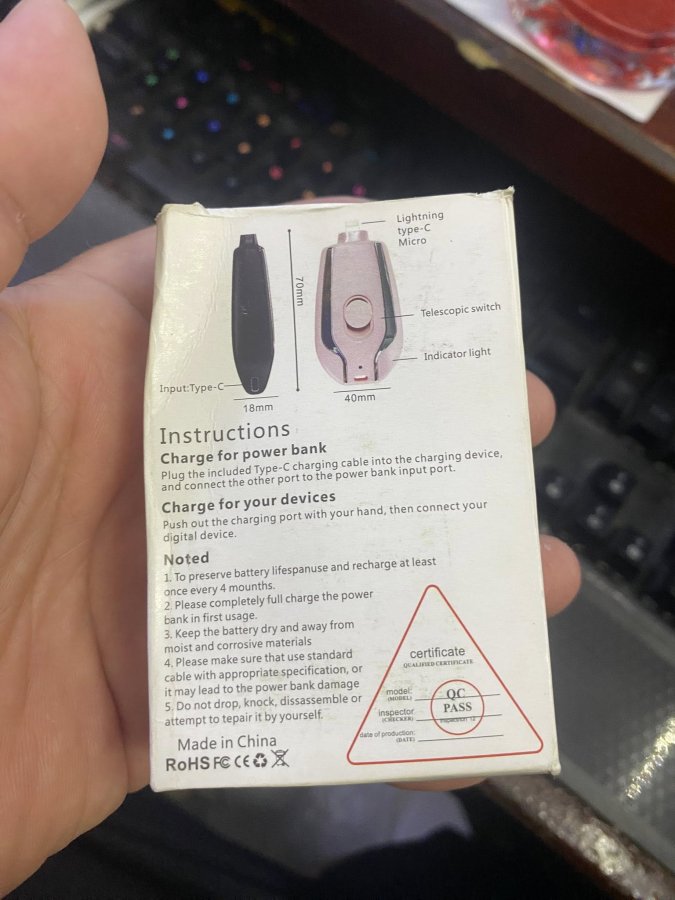 Lightning
type-C
Micro
70mm
Telescopic switch
Indicator light
Input:Type-C
18mm
40mm
Instructions
Charge for power bank
Plug the included Type-C charging cable into the charging device,
and connect the other port to the power bank input port.
Charge for your devices
Push out the charging port with your hand, then connect your
digital device.
Noted
1. To preserve battery lifespanuse and recharge at least
once every 4 mounths.
2. Please completely full charge the power
bank in first usage.
3. Keep the battery dry and away from
moist and corrosive materials
4. Please make sure that use standard
cable with appropriate specification, or
it may lead to the power bank damage
5. Do not drop, knock, dissassemble or
attempt to tepair it by yourself.
certificate
QUALIFIED CERTIFICATE
model:
(MODEL)
QC
PASS
inspector:
(CHECKER)
date of production:
(DATE)
Made in China
RoHS FC CE